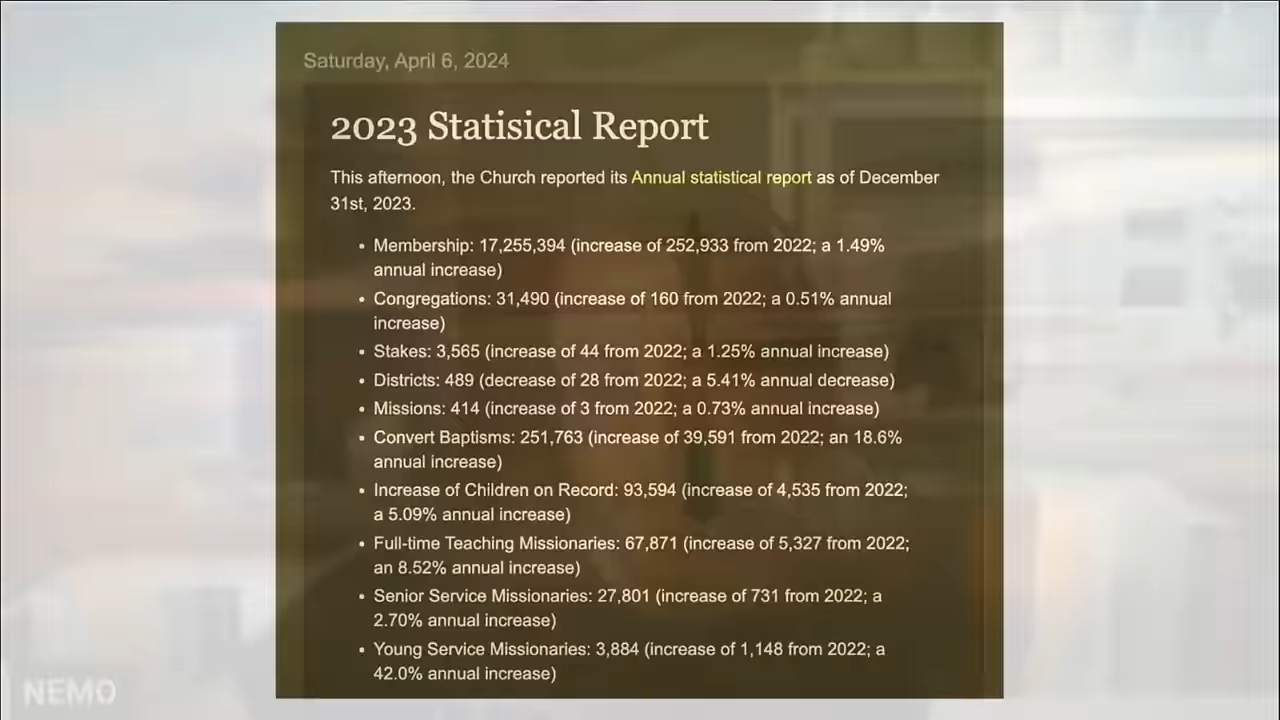 Saturday, April 6, 2024
2023 Statisical Report
This afternoon, the Church reported its Annual statistical report as of December
31st, 2023.
• Membership: 17,255,394 (increase of 252,933 from 2022; a 1.49%
annual increase)
• Congregations: 31,490 (increase of 160 from 2022; a 0.51% annual
increase)
• Stakes: 3,565 (increase of 44 from 2022; a 1.25% annual increase)
• Districts: 489 (decrease of 28 from 2022; a 5.41% annual decrease)
• Missions: 414 (increase of 3 from 2022; a 0.73% annual increase)
• Convert Baptisms: 251,763 (increase of 39,591 from 2022; an 18.6%
annual increase)
• Increase of Children on Record: 93,594 (increase of 4,535 from 2022;
a 5.09% annual increase)
• Full-time Teaching Missionaries: 67,871 (increase of 5,327 from 2022;
an 8.52% annual increase)
• Senior Service Missionaries: 27,801 (increase of 731 from 2022; a
2.70% annual increase)
• Young Service Missionaries: 3,884 (increase of 1,148 from 2022; a
42.0% annual increase)
NEMO